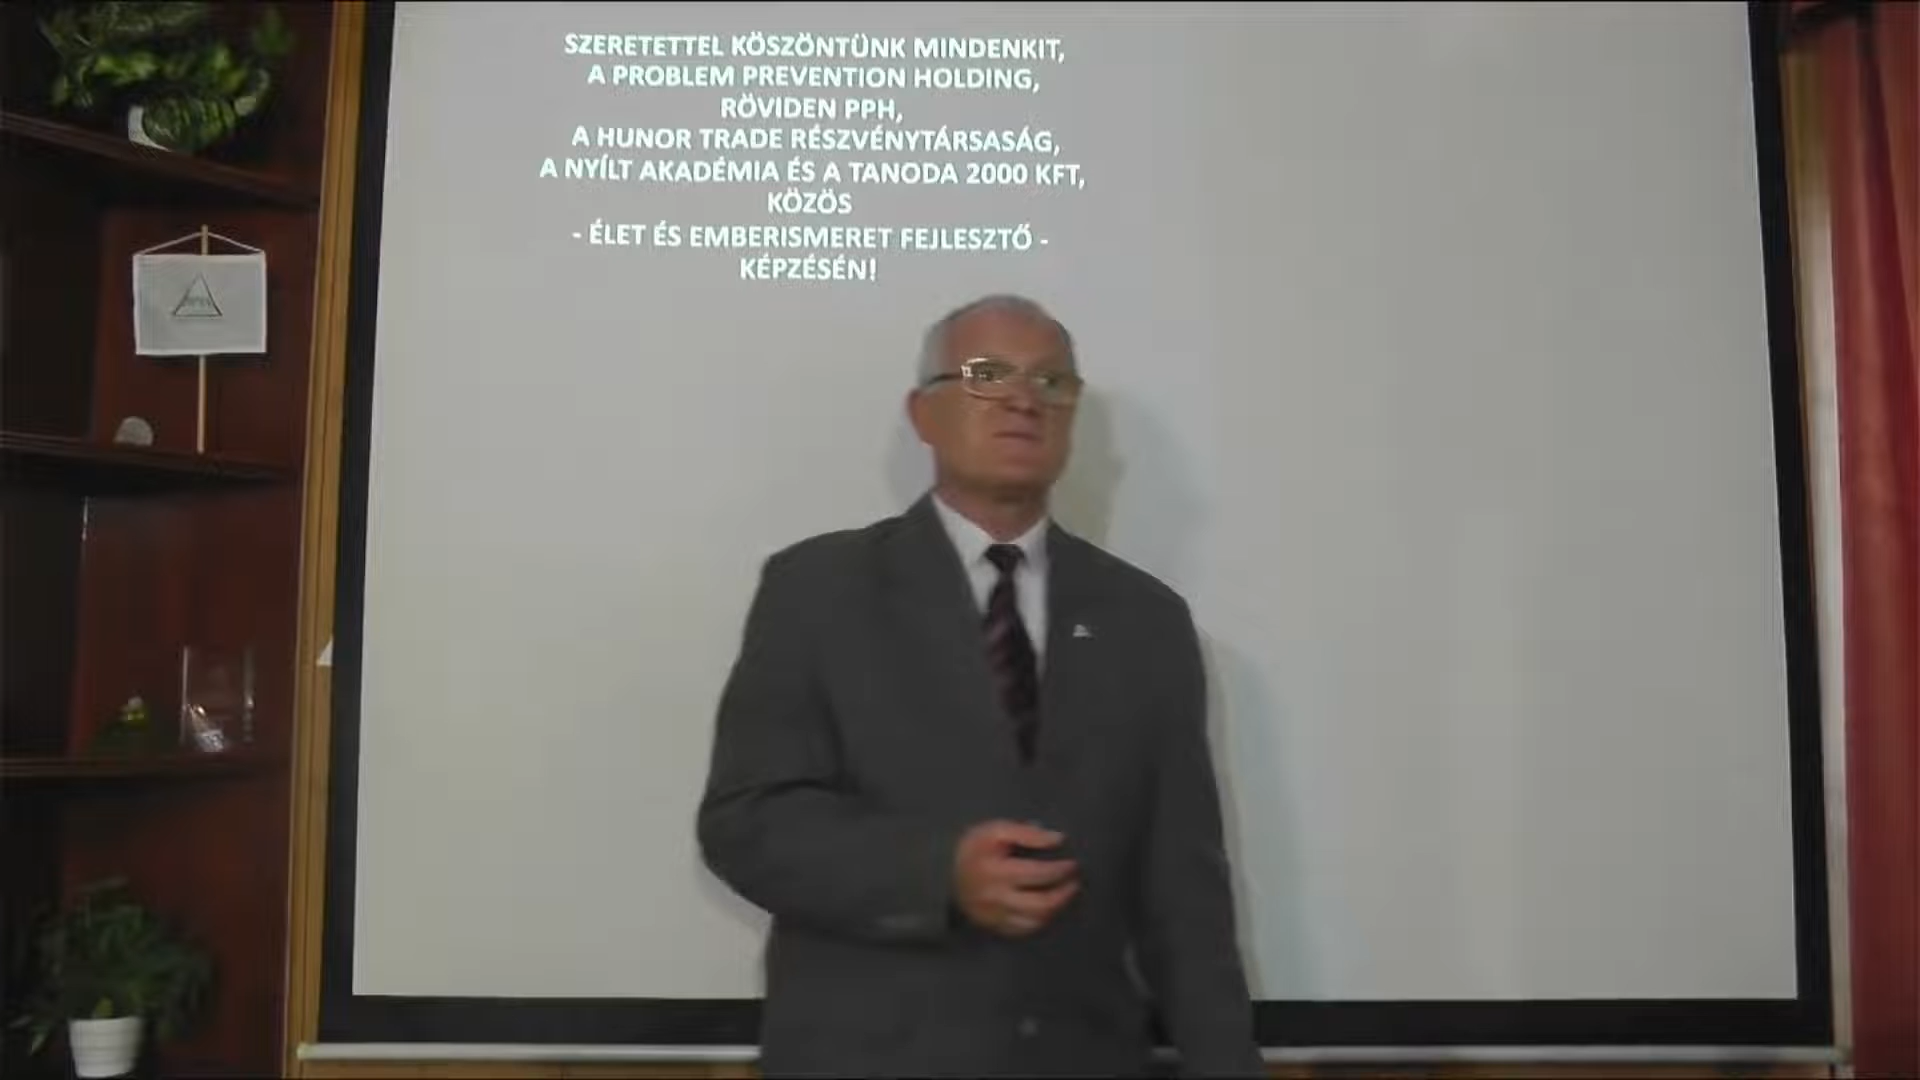 SZERETETTEL KÖSZÖNTÜNK MINDENKIT,
A PROBLEM PREVENTION HOLDING,
RÖVIDEN PPH,
A HUNOR TRADE RÉSZVÉNYTÁRSASÁG,
A NYÍLT AKADÉMIA ÉS A TANODA 2000 KFT,
KÖZÖS
- ÉLET ÉS EMBERISMERET FEJLESZTŐ -
KÉPZÉSÉN!